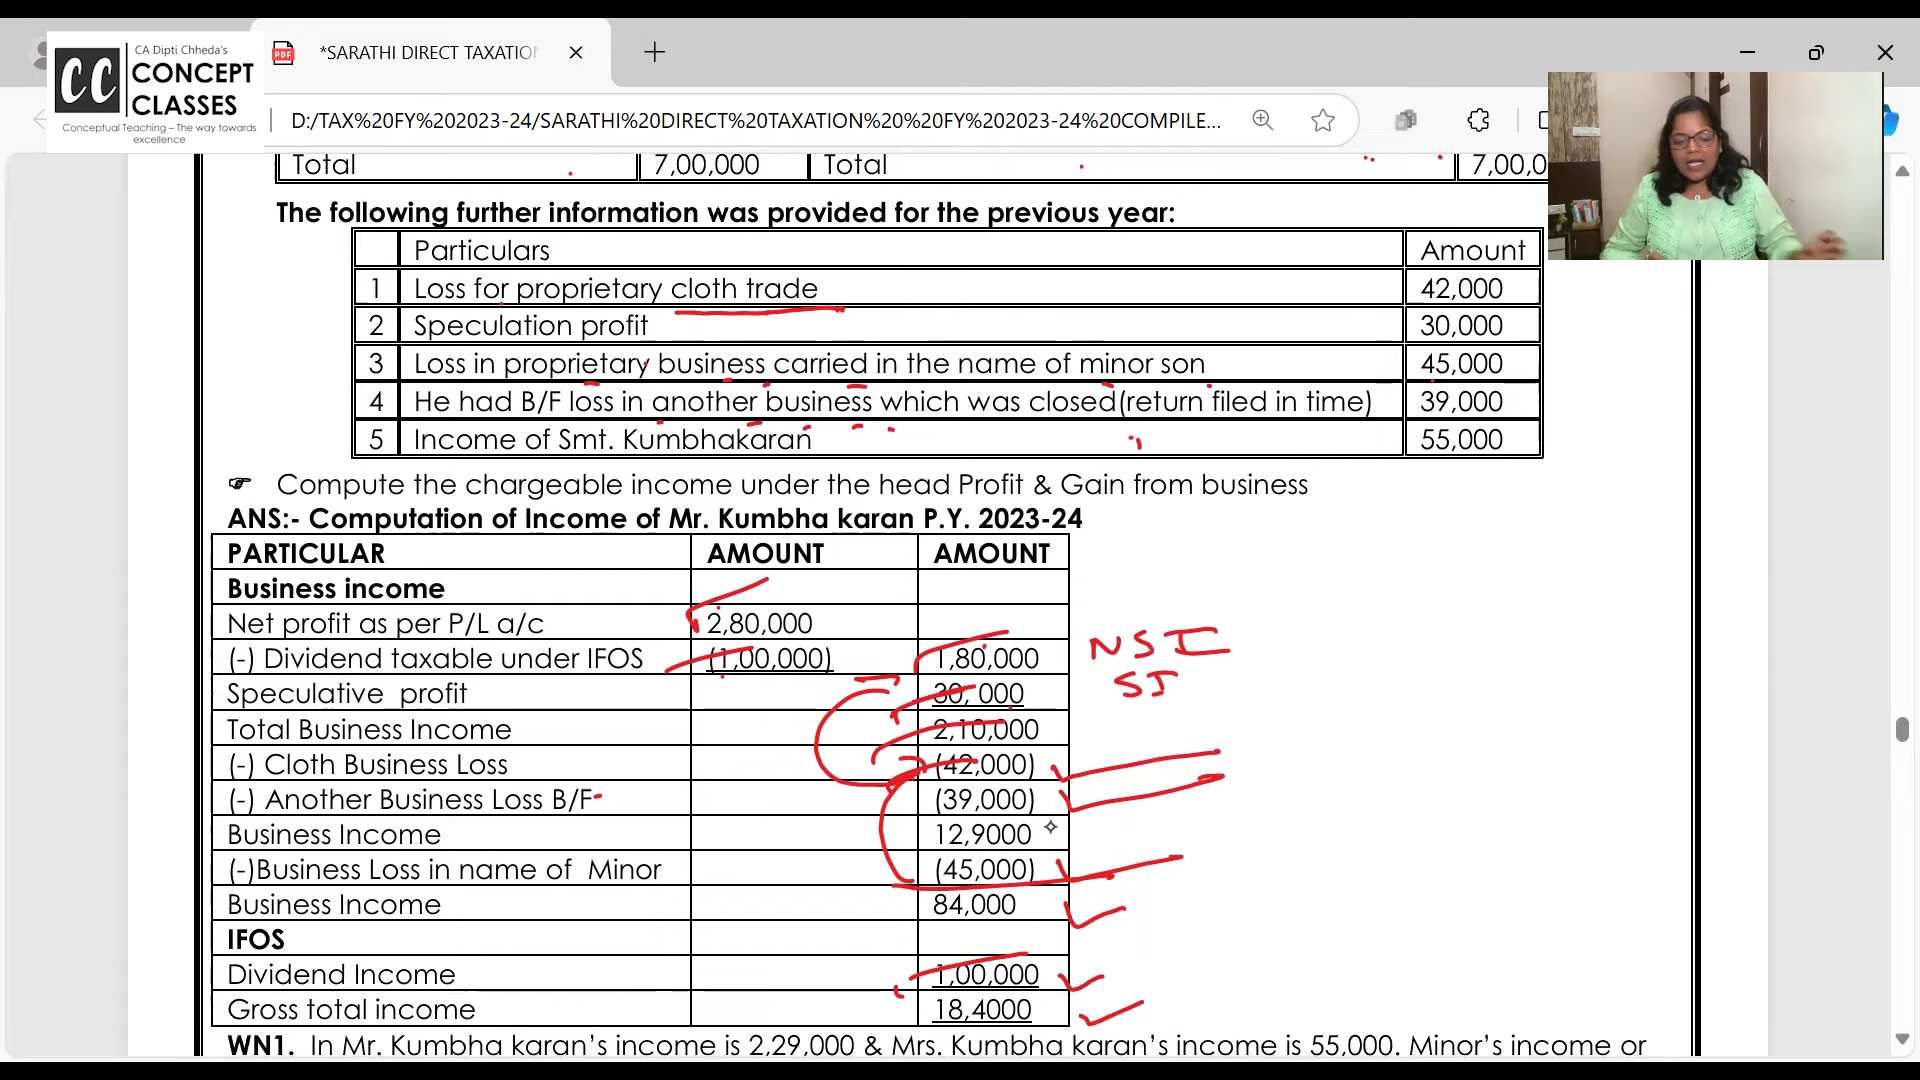 CA Dipti Chheda's
CC CONCEPT
CLASSES
Conceptual Teaching – The way towards
excellence
*SARATHI DIRECT TAXATION
D:/TAX%20FY%202023-24/SARATHI%20DIRECT%20TAXATION%20%20FY%202023-24%20COMPILE...
Total 7,00,000 Total 7,00,0
The following further information was provided for the previous year:
Particulars Amount
1 Loss for proprietary cloth trade 42,000
2 Speculation profit 30,000
3 Loss in proprietary business carried in the name of minor son 45,000
4 He had B/F loss in another business which was closed(return filed in time) 39,000
5 Income of Smt. Kumbhakaran 55,000
☞ Compute the chargeable income under the head Profit & Gain from business
ANS:- Computation of Income of Mr. Kumbha karan P.Y. 2023-24
PARTICULAR AMOUNT AMOUNT
Business income
Net profit as per P/L a/c 2,80,000
(-) Dividend taxable under IFOS (1,00,000) 1,80,000 NSI
Speculative profit 30, 000 SI
Total Business Income 2,10,000
(-) Cloth Business Loss (42,000)
(-) Another Business Loss B/F (39,000)
Business Income 12,9000
(-)Business Loss in name of Minor (45,000)
Business Income 84,000
IFOS
Dividend Income 1,00,000
Gross total income 18,4000
WN1. In Mr. Kumbha karan's income is 2,29,000 & Mrs. Kumbha karan's income is 55,000. Minor's income or